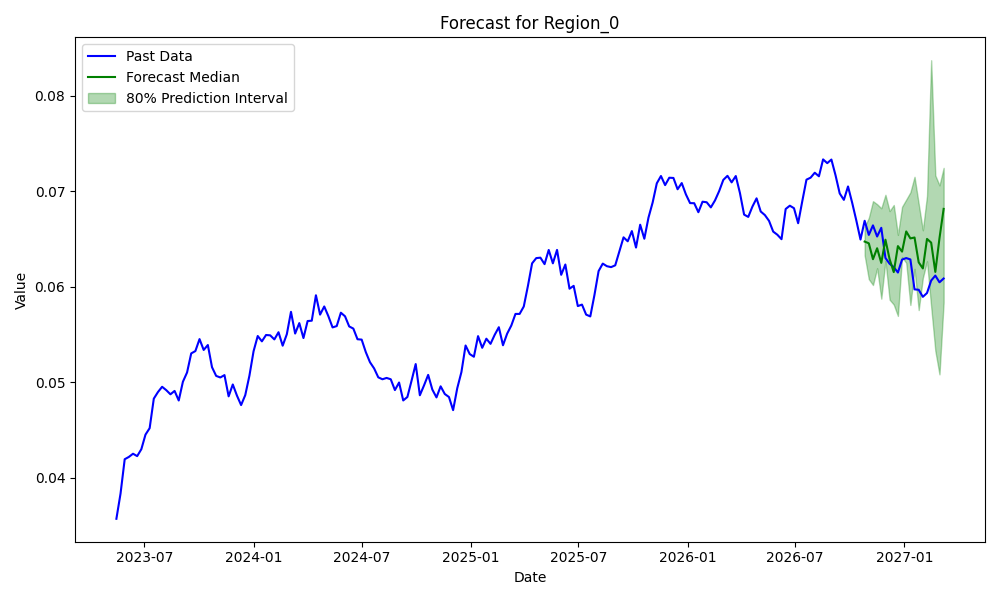 Forecast for Region_0
Past Data
Forecast Median
80% Prediction Interval
Value
0.08
0.07
0.06
0.05
0.04
2023-07 2024-01 2024-07 2025-01 2025-07 2026-01 2026-07 2027-01
Date